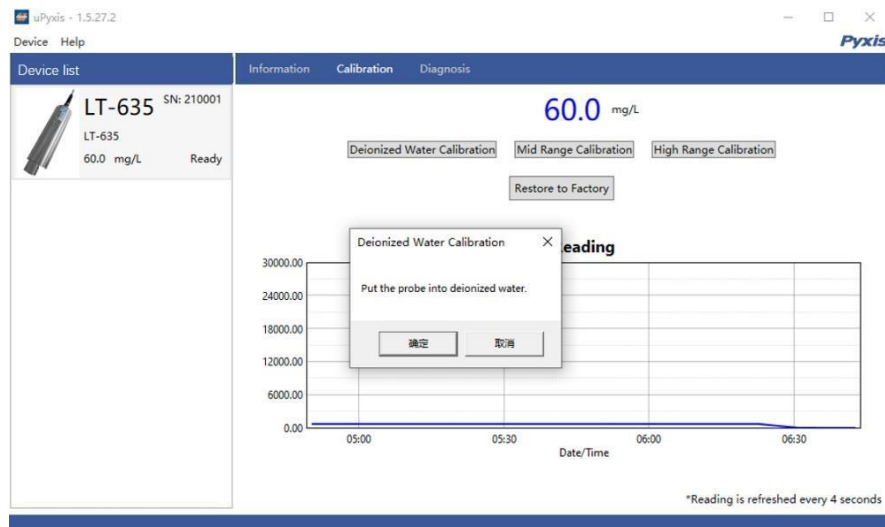 uPyxis - 1.5.27.2
Device Help
Pyxis
Device list
Information Calibration Diagnosis
LT-635 SN: 210001
LT-635
60.0 mg/L Ready
60.0 mg/L
Deionized Water Calibration Mid Range Calibration High Range Calibration
Restore to Factory
Deionized Water Calibration
Put the probe into deionized water.
确定 取消
eading
30000.00
24000.00
18000.00
12000.00
6000.00
0.00
05:00 05:30 06:00 06:30
Date/Time
*Reading is refreshed every 4 seconds